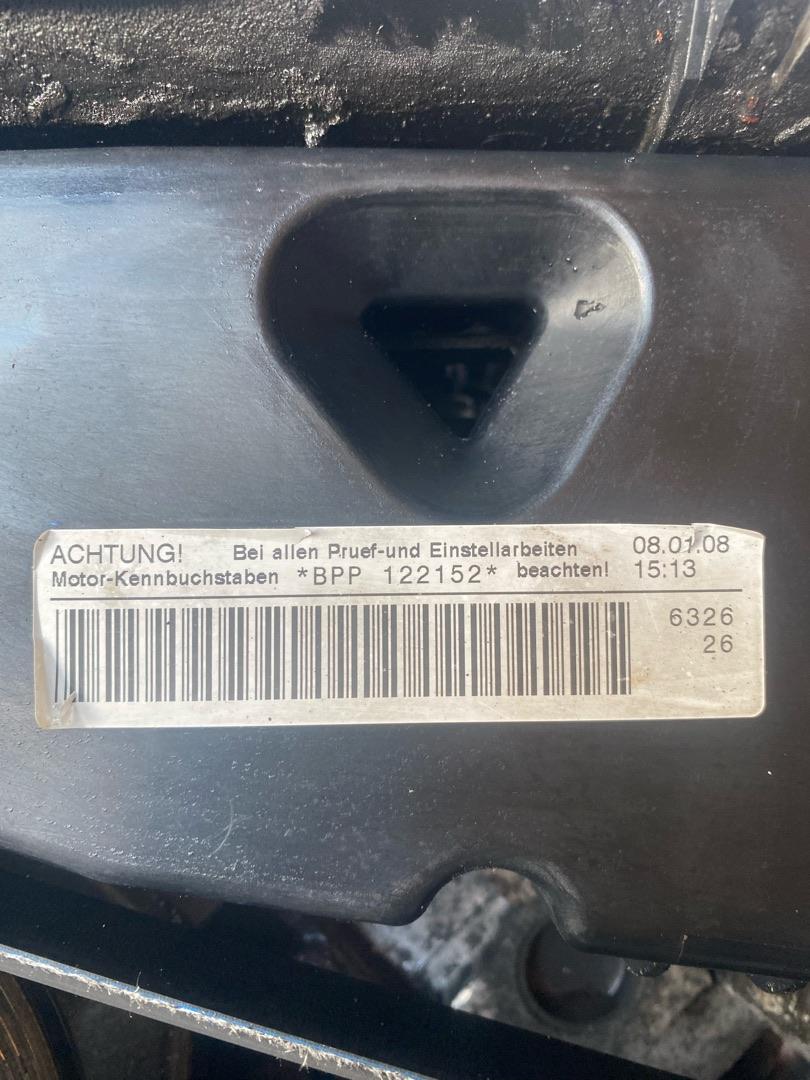 ACHTUNG! Bei allen Pruef-und Einstellarbeiten 08.01.08
Motor-Kennbuchstaben *BPP 122152* beachten! 15:13
6326
26